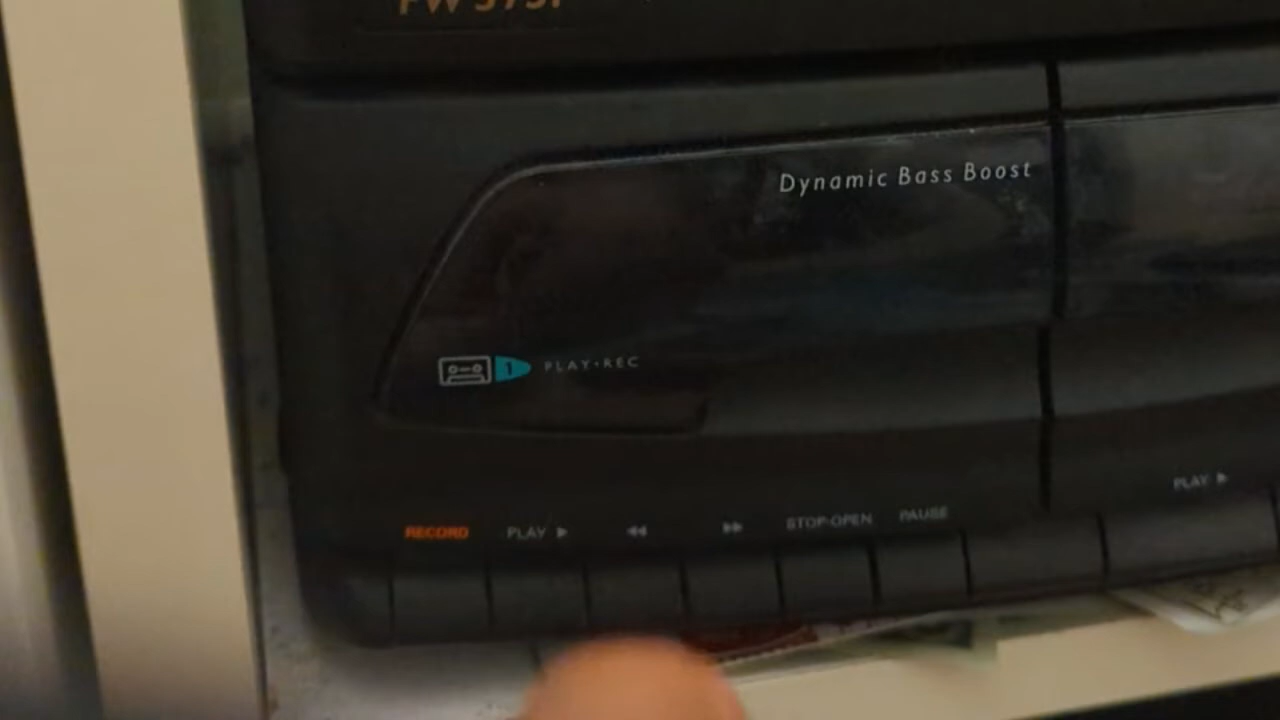 Dynamic Bass Boost
1 PLAY•REC
PLAY
RECORD PLAY STOP•OPEN PAUSE